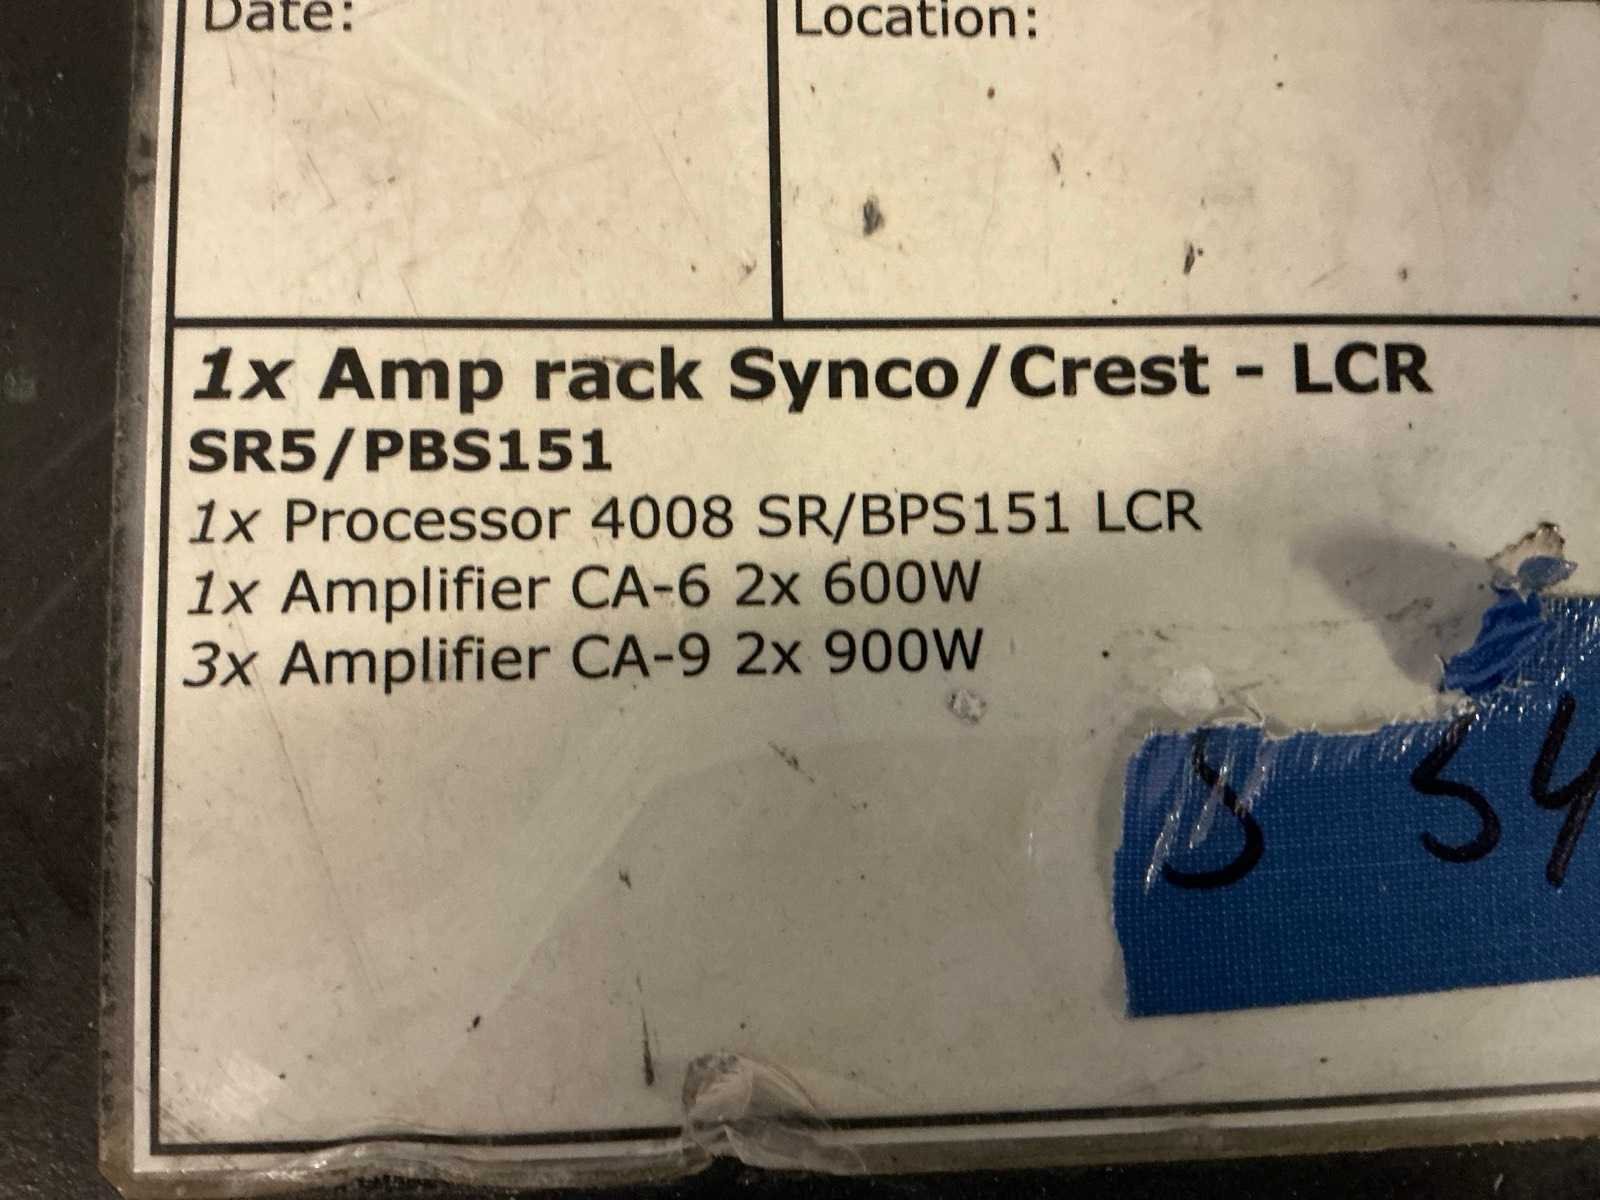 Date:
Location:
1x Amp rack Synco/Crest - LCR
SR5/PBS151
1x Processor 4008 SR/BPS151 LCR
1x Amplifier CA-6 2x 600W
3x Amplifier CA-9 2x 900W